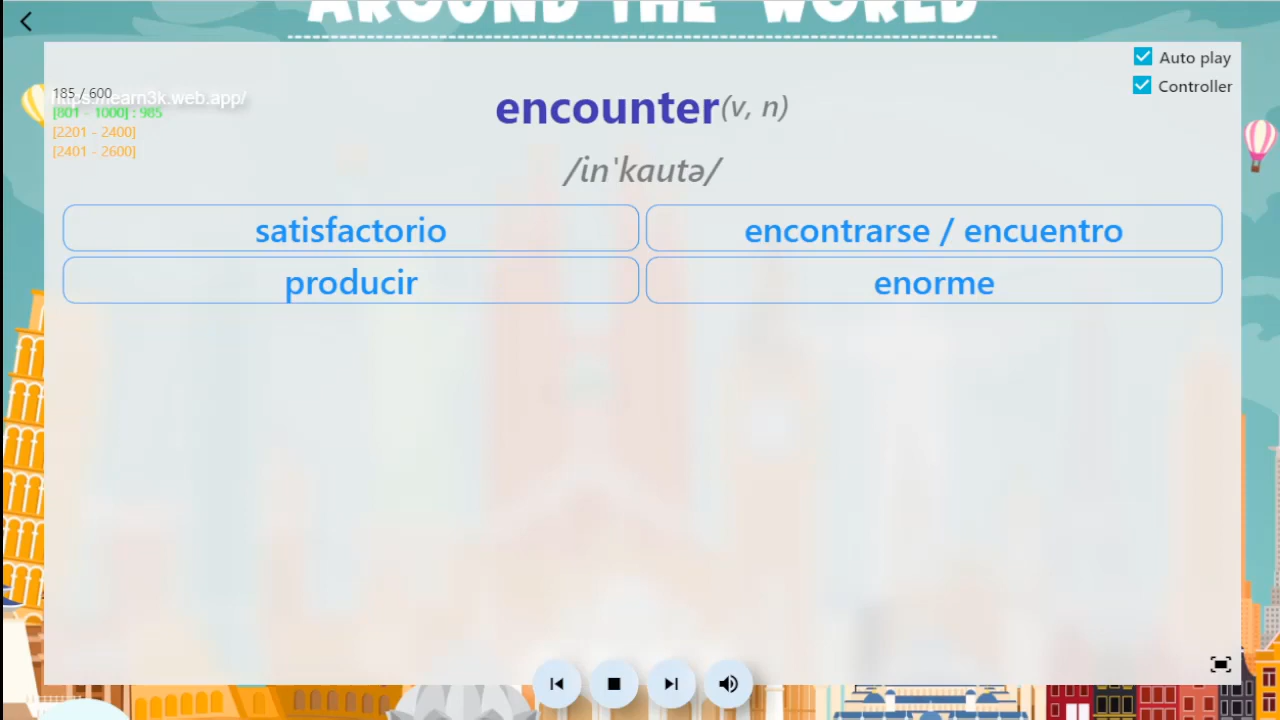 AROUND THE WORLD
Auto play
Controller
185 / 600
https://learn3k.web.app/
[801 - 1000] : 985
[2201 - 2400]
[2401 - 2600]
encounter(v, n)
/inˈkautə/
satisfactorio
encontrarse / encuentro
producir
enorme